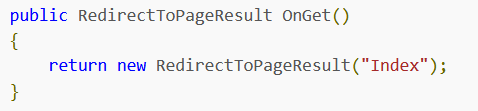 public RedirectToPageResult OnGet()
{
    return new RedirectToPageResult("Index");
}